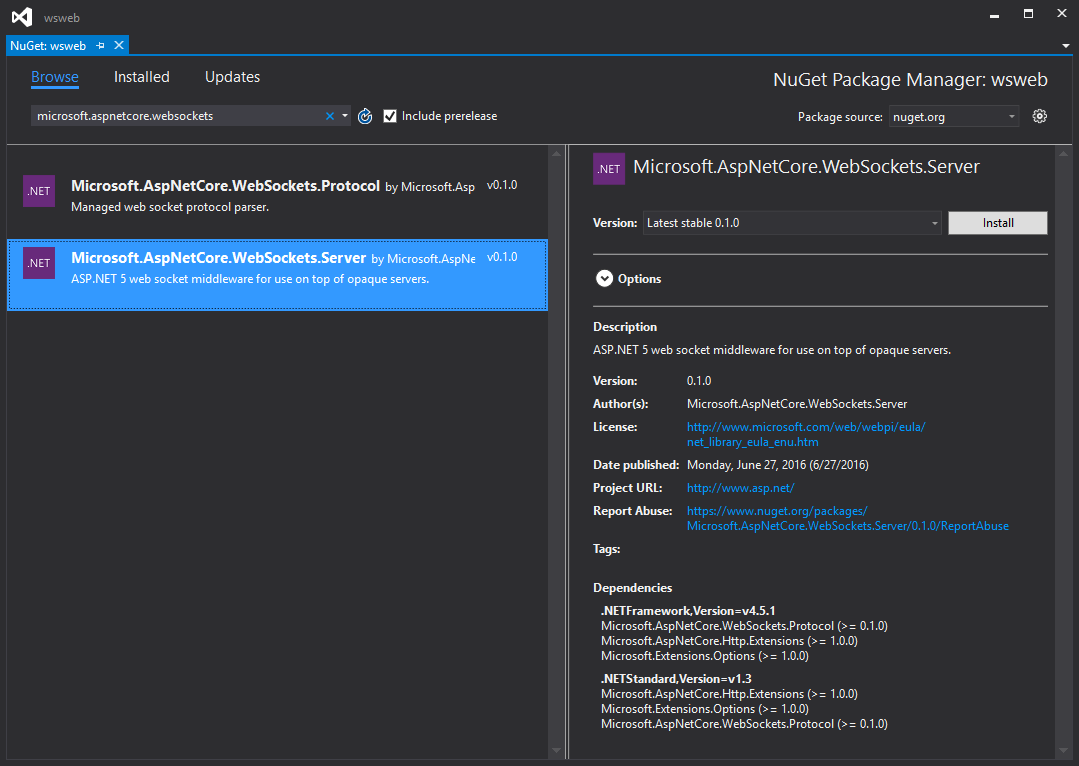 wsweb
NuGet: wsweb
Browse Installed Updates
NuGet Package Manager: wsweb
microsoft.aspnetcore.websockets
Include prerelease
Package source: nuget.org
.NET
Microsoft.AspNetCore.WebSockets.Protocol by Microsoft.Asp v0.1.0
Managed web socket protocol parser.
.NET
Microsoft.AspNetCore.WebSockets.Server by Microsoft.AspNe v0.1.0
ASP.NET 5 web socket middleware for use on top of opaque servers.
.NET
Microsoft.AspNetCore.WebSockets.Server
Version: Latest stable 0.1.0
Install
Options
Description
ASP.NET 5 web socket middleware for use on top of opaque servers.
Version: 0.1.0
Author(s): Microsoft.AspNetCore.WebSockets.Server
License: http://www.microsoft.com/web/webpi/eula/
net_library_eula_enu.htm
Date published: Monday, June 27, 2016 (6/27/2016)
Project URL: http://www.asp.net/
Report Abuse: https://www.nuget.org/packages/
Microsoft.AspNetCore.WebSockets.Server/0.1.0/ReportAbuse
Tags:
Dependencies
.NETFramework,Version=v4.5.1
Microsoft.AspNetCore.WebSockets.Protocol (>= 0.1.0)
Microsoft.AspNetCore.Http.Extensions (>= 1.0.0)
Microsoft.Extensions.Options (>= 1.0.0)
.NETStandard,Version=v1.3
Microsoft.AspNetCore.Http.Extensions (>= 1.0.0)
Microsoft.Extensions.Options (>= 1.0.0)
Microsoft.AspNetCore.WebSockets.Protocol (>= 0.1.0)